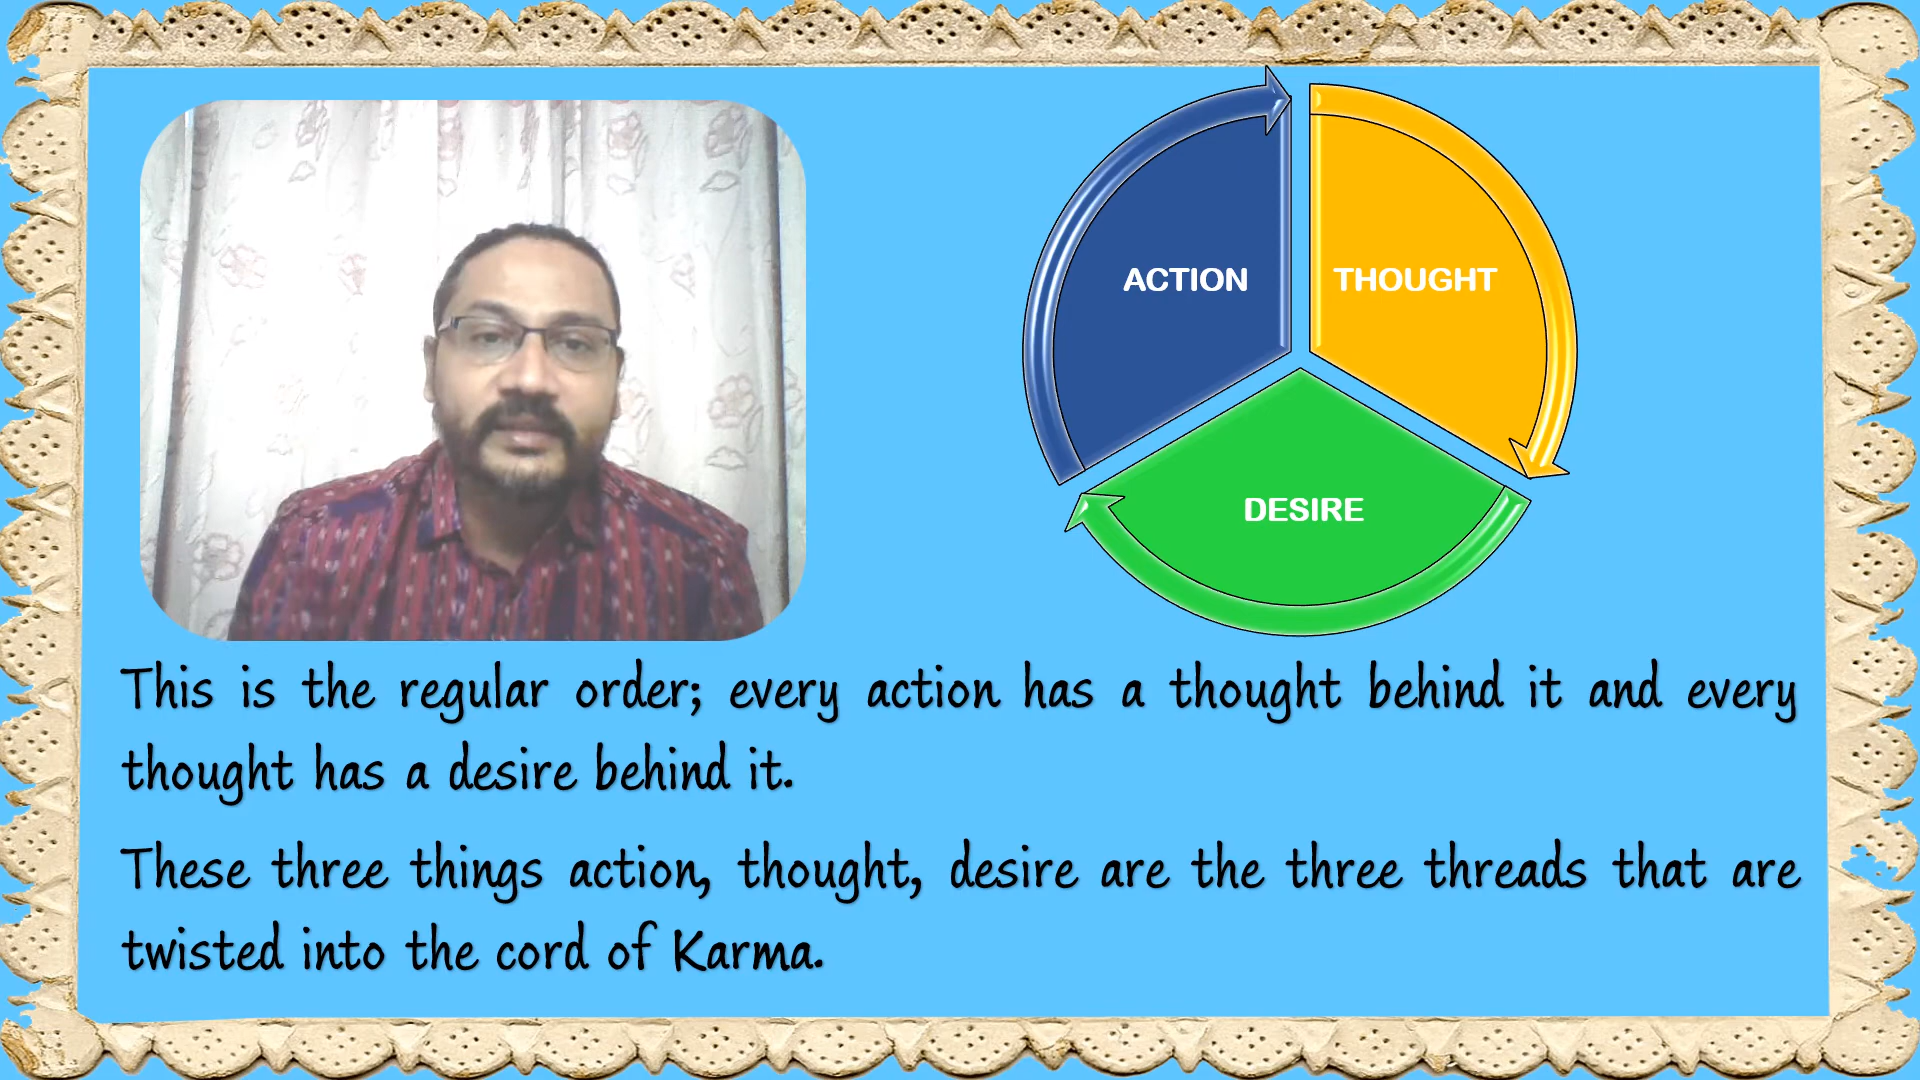 ACTION
THOUGHT
DESIRE
This is the regular order; every action has a thought behind it and every
thought has a desire behind it.
These three things action, thought, desire are the three threads that are
twisted into the cord of Karma.